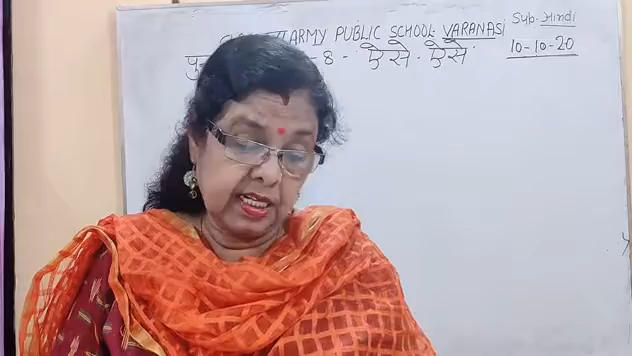 ARMY PUBLIC SCHOOL VARANASI
Sub. Hindi
8 - ऐसे - ऐसे
10-10-20